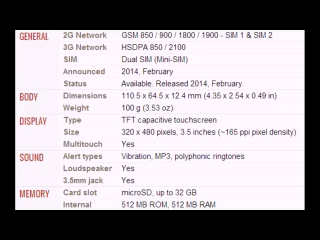 GENERAL 2G Network GSM 850 / 900 / 1800 / 1900 - SIM 1 & SIM 2
3G Network HSDPA 850 / 2100
SIM Dual SIM (Mini-SIM)
Announced 2014, February
Status Available. Released 2014, February
BODY Dimensions 110.5 x 64.5 x 12.4 mm (4.35 x 2.54 x 0.49 in)
Weight 100 g (3.53 oz)
DISPLAY Type TFT capacitive touchscreen
Size 320 x 480 pixels, 3.5 inches (~165 ppi pixel density)
Multitouch Yes
SOUND Alert types Vibration, MP3, polyphonic ringtones
Loudspeaker Yes
3.5mm jack Yes
MEMORY Card slot microSD, up to 32 GB
Internal 512 MB ROM, 512 MB RAM